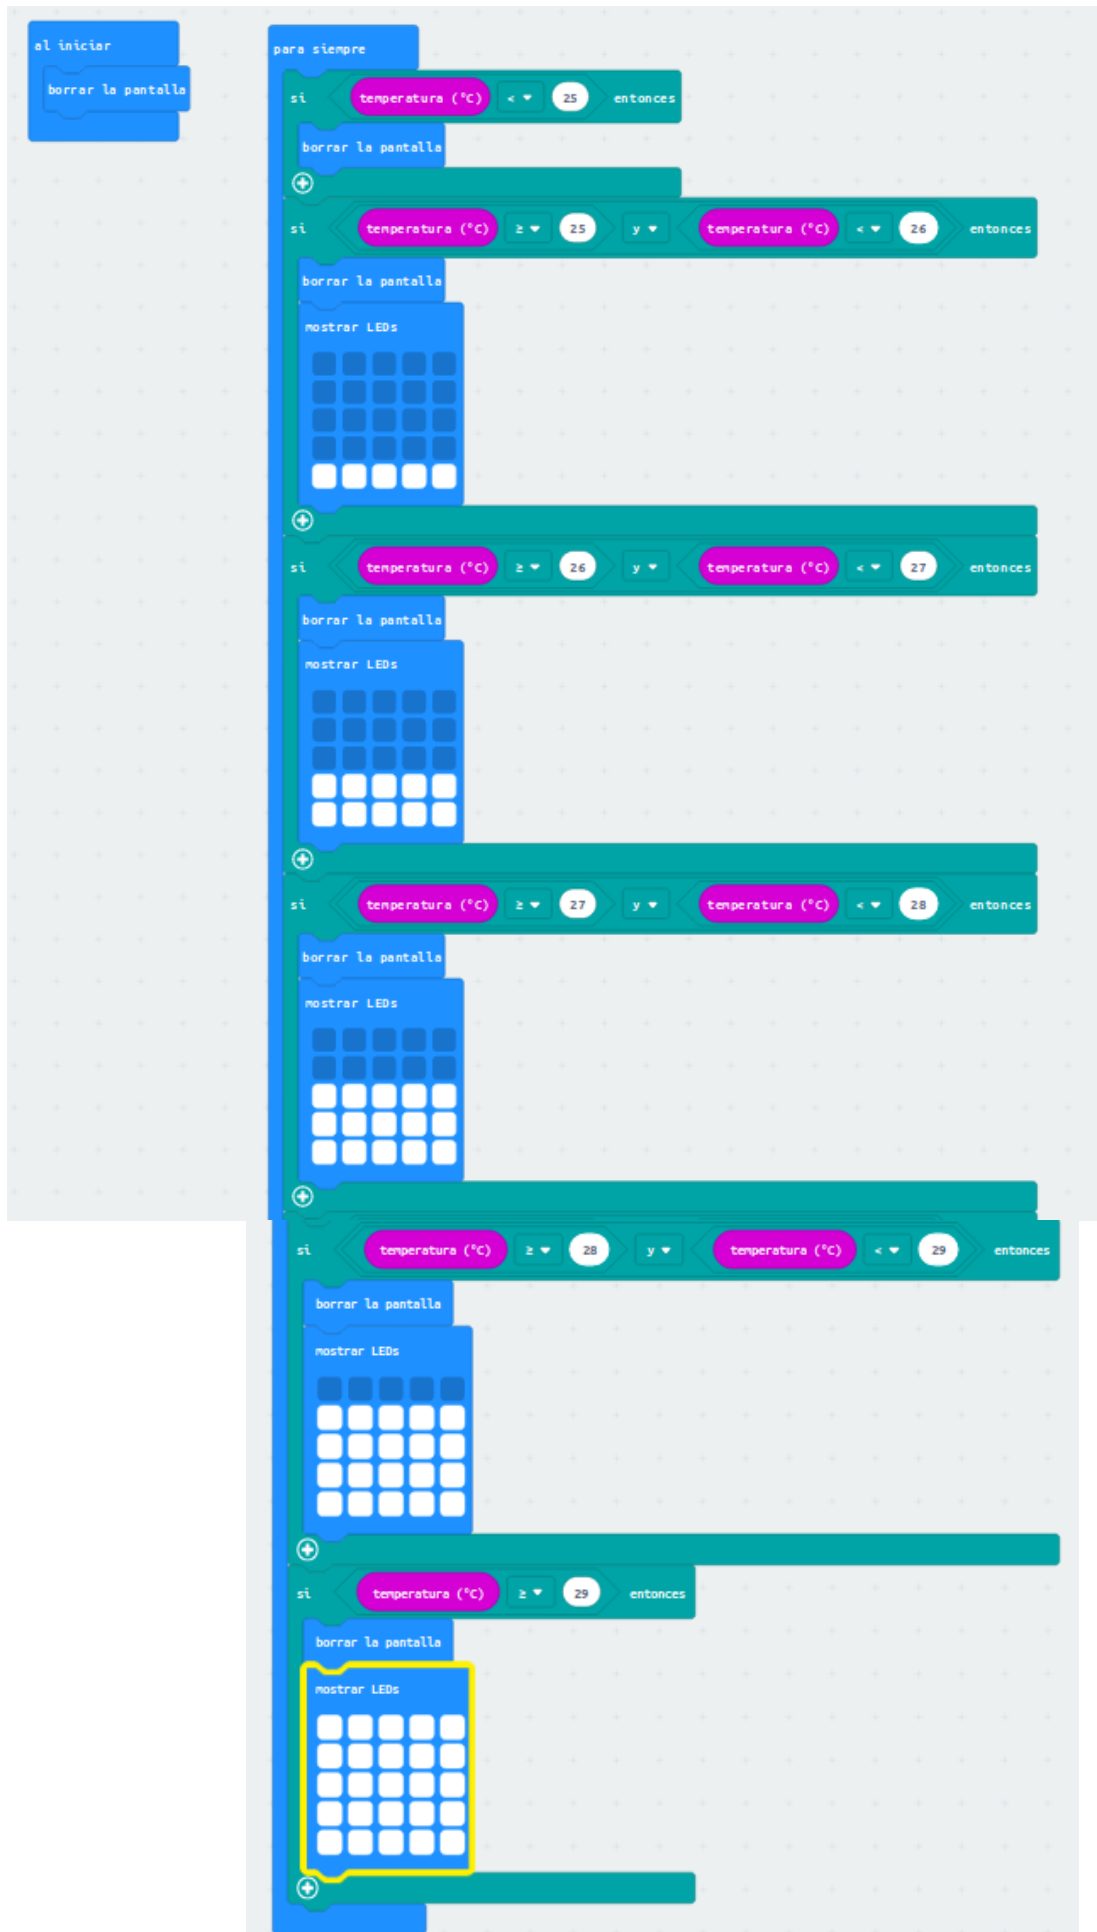 al iniciar
borrar la pantalla
para siempre
si temperatura (°C) < 25 entonces
borrar la pantalla
si temperatura (°C) ≥ 25 y temperatura (°C) < 26 entonces
borrar la pantalla
mostrar LEDs
si temperatura (°C) ≥ 26 y temperatura (°C) < 27 entonces
borrar la pantalla
mostrar LEDs
si temperatura (°C) ≥ 27 y temperatura (°C) < 28 entonces
borrar la pantalla
mostrar LEDs
si temperatura (°C) ≥ 28 y temperatura (°C) < 29 entonces
borrar la pantalla
mostrar LEDs
si temperatura (°C) ≥ 29 entonces
borrar la pantalla
mostrar LEDs